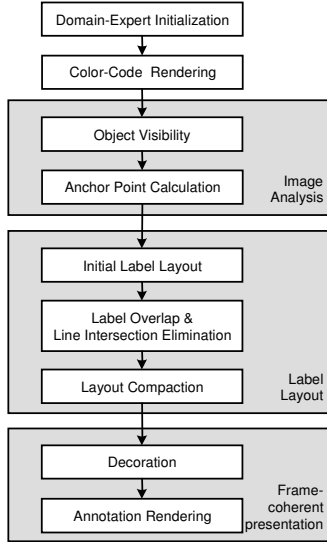 Domain-Expert Initialization
Color-Code Rendering
Object Visibility
Anchor Point Calculation
Image
Analysis
Initial Label Layout
Label Overlap &
Line Intersection Elimination
Layout Compaction
Label
Layout
Decoration
Annotation Rendering
Frame-
coherent
presentation